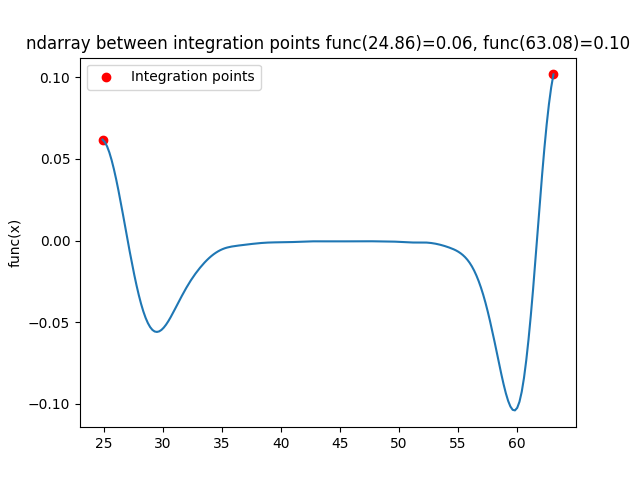 ndarray between integration points func(24.86)=0.06, func(63.08)=0.10
Integration points
func(x)
0.10
0.05
0.00
−0.05
−0.10
25 30 35 40 45 50 55 60